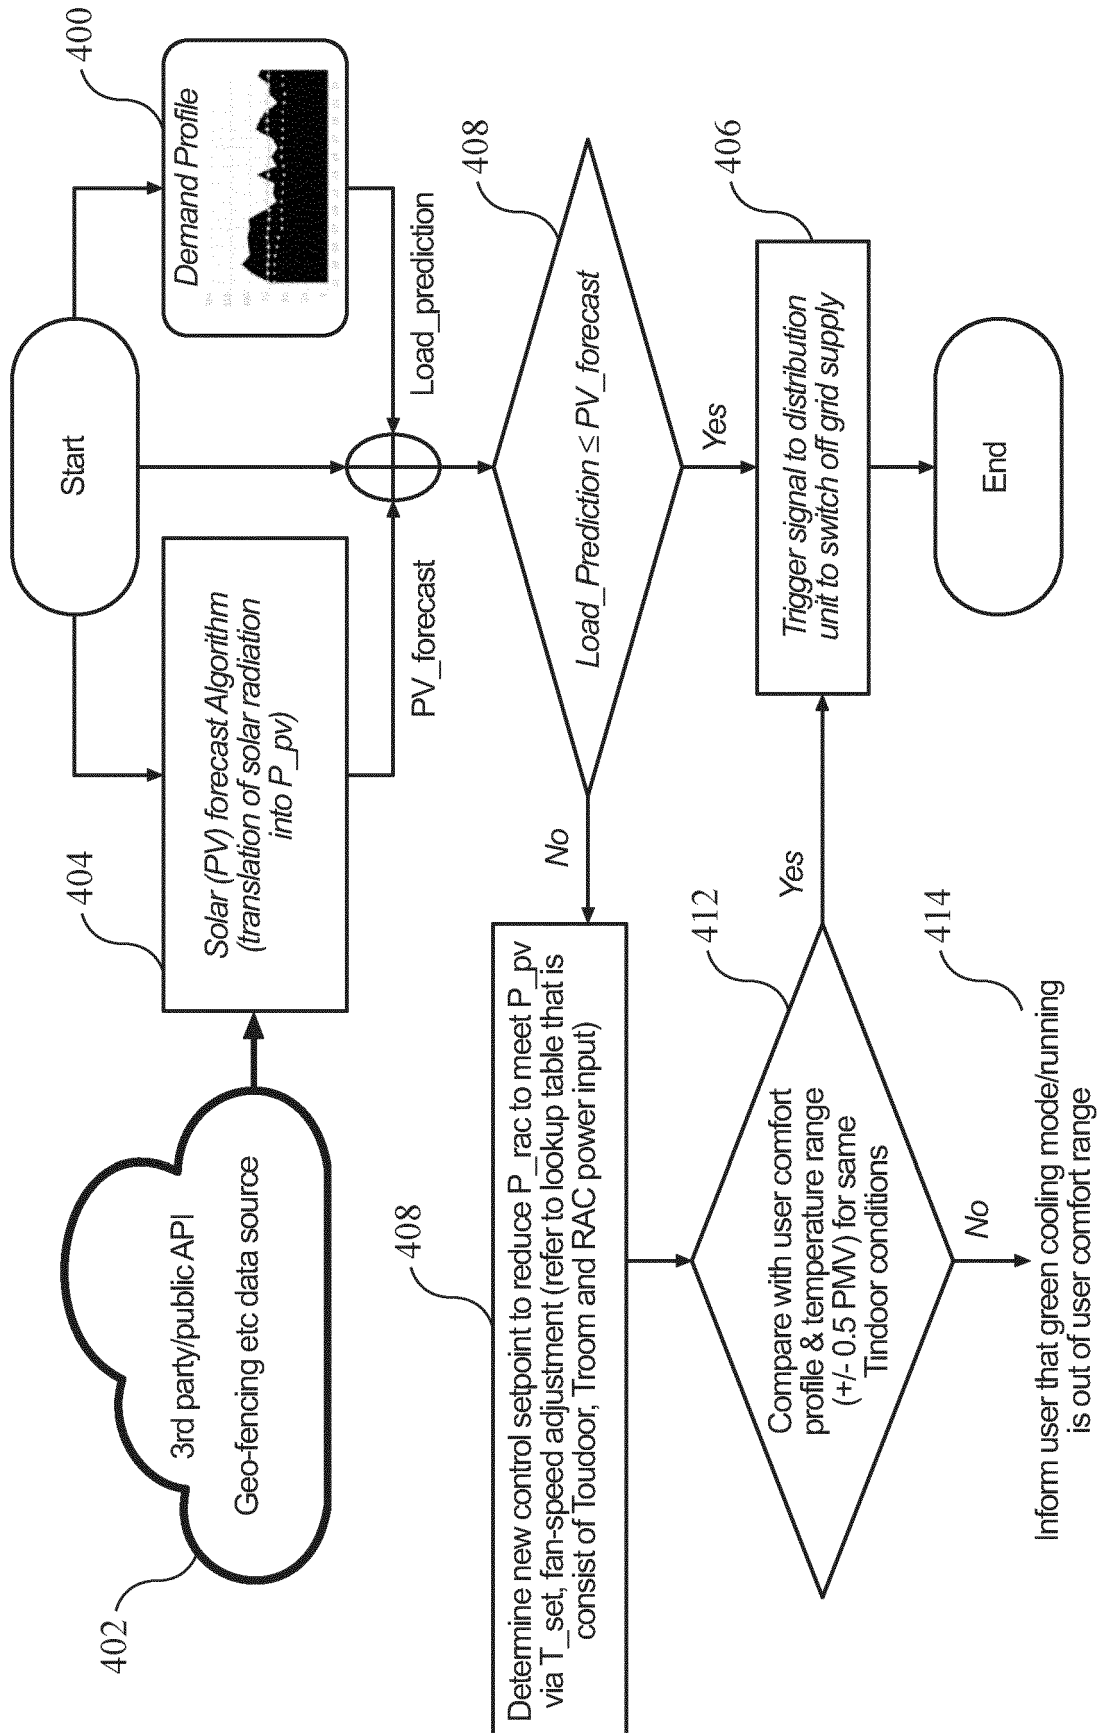 Start
400
Demand Profile
404
Solar (PV) forecast Algorithm
(translation of solar radiation
into P_pv)
402
3rd party/public API
Geo-fencing etc data source
PV_forecast
Load_prediction
408
Load_Prediction ≤ PV_forecast
No
Yes
408
Determine new control setpoint to reduce P_rac to meet P_pv
via T_set, fan-speed adjustment (refer to lookup table that is
consist of Toudoor, Troom and RAC power input)
406
Trigger signal to distribution
unit to switch off grid supply
412
Compare with user comfort
profile & temperature range
(+/- 0.5 PMV) for same
Tindoor conditions
Yes
No
End
414
Inform user that green cooling mode/running
is out of user comfort range